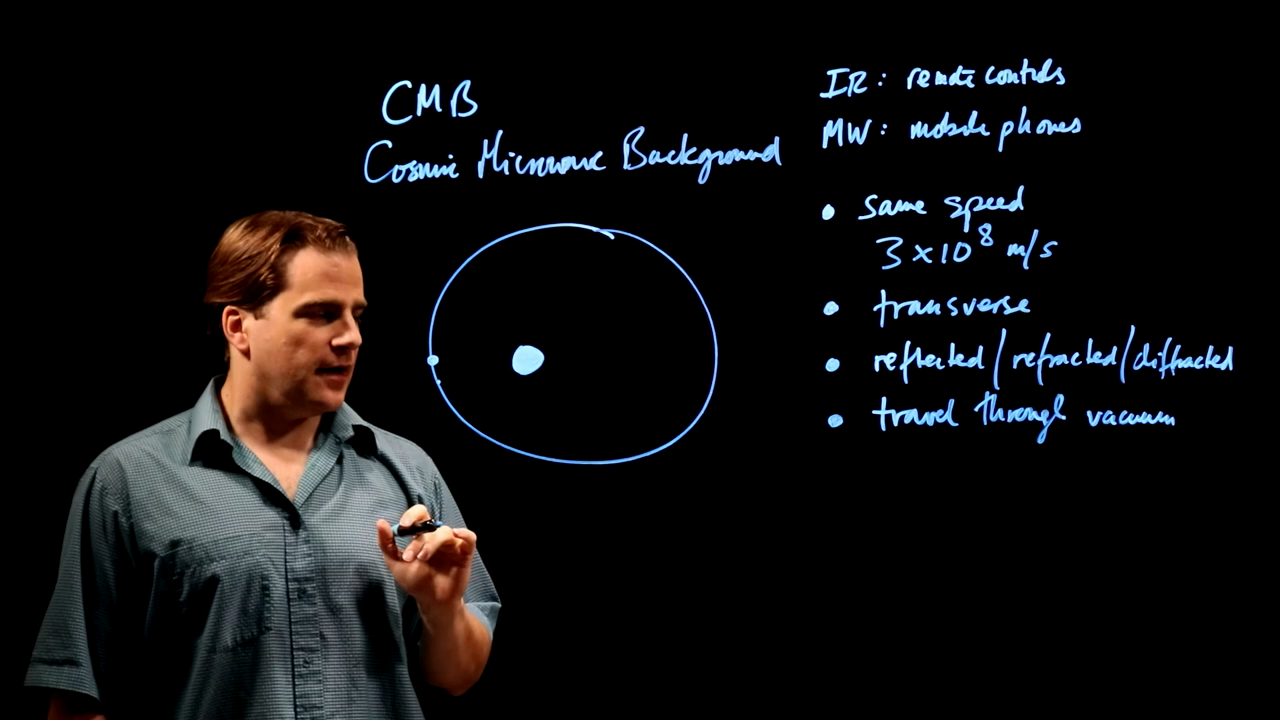 CMB
Cosmic Microwave Background
IR: remote controls
MW: mobile phones
• same speed
3×10⁸ m/s
• transverse
• reflected/refracted/diffracted
• travel through vacuum